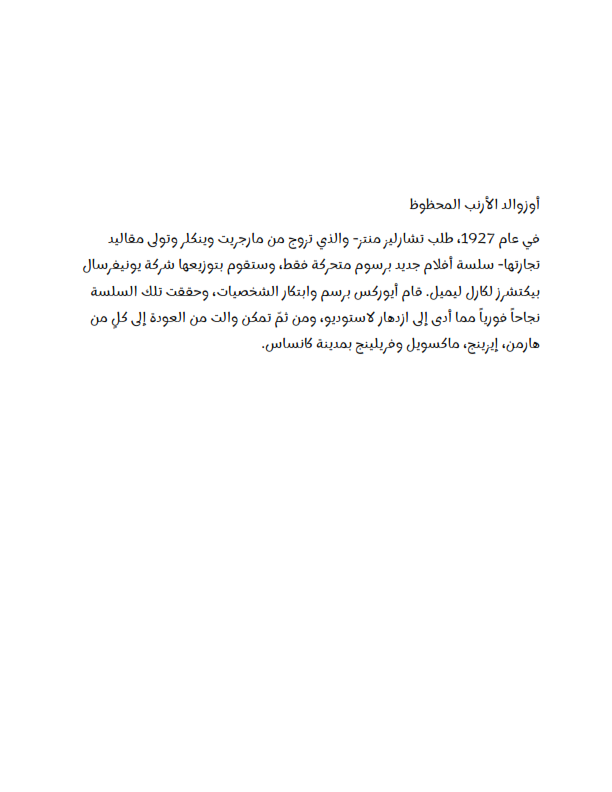 أوزوالد الأرنب المحظوظ
في عام 1927، طلب تشارليز منتز- والذي تزوج من مارجريت وينكلر وتولى مقاليد
تجارتها- سلسة أفلام جديد برسوم متحركة فقط، وستقوم بتوزيعها شركة يونيفرسال
بيكتشرز لكارل ليميل. قام أيوركس برسم وابتكار الشخصيات، وحققت تلك السلسة
نجاحاً فورياً مما أدى إلى ازدهار لاستوديو، ومن ثمّ تمكن والت من العودة إلى كلٍ من
هارمن، إيزينج، ماكسويل وفريلينج بمدينة كانساس.